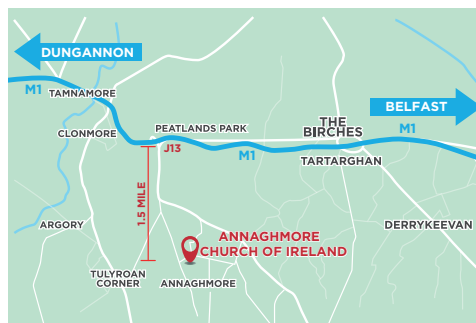 DUNGANNON
M1
TAMNAMORE
BELFAST
PEATLANDS PARK
THE
BIRCHES
M1
CLONMORE
J13
M1
TARTARGHAN
1.5 MILE
ARGORY
ANNAGHMORE
CHURCH OF IRELAND
DERRYKEEVAN
TULYROAN
CORNER
ANNAGHMORE